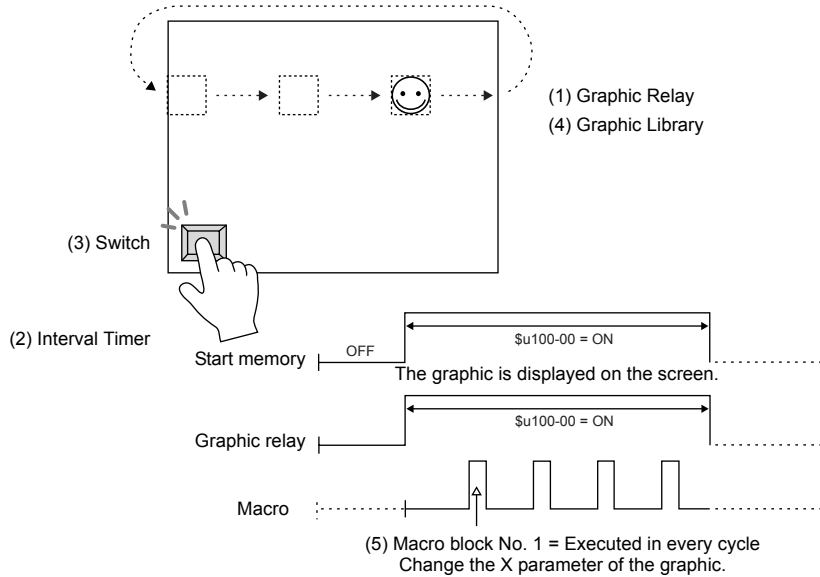 (1) Graphic Relay
(4) Graphic Library
(3) Switch
(2) Interval Timer
Start memory
OFF
$u100-00 = ON
The graphic is displayed on the screen.
$u100-00 = ON
Graphic relay
Macro
(5) Macro block No. 1 = Executed in every cycle
Change the X parameter of the graphic.